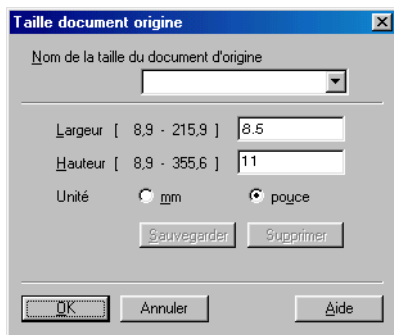 Taille document origine
Nom de la taille du document d'origine
Largeur [ 8,9 - 215,9 ] 8.5
Hauteur [ 8,9 - 355,6 ] 11
Unité mm pouce
Sauvegarder Supprimer
OK Annuler Aide